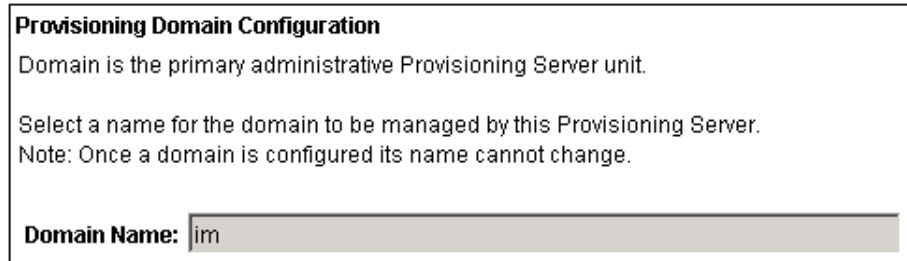 Provisioning Domain Configuration
Domain is the primary administrative Provisioning Server unit.
Select a name for the domain to be managed by this Provisioning Server.
Note: Once a domain is configured its name cannot change.
Domain Name: im